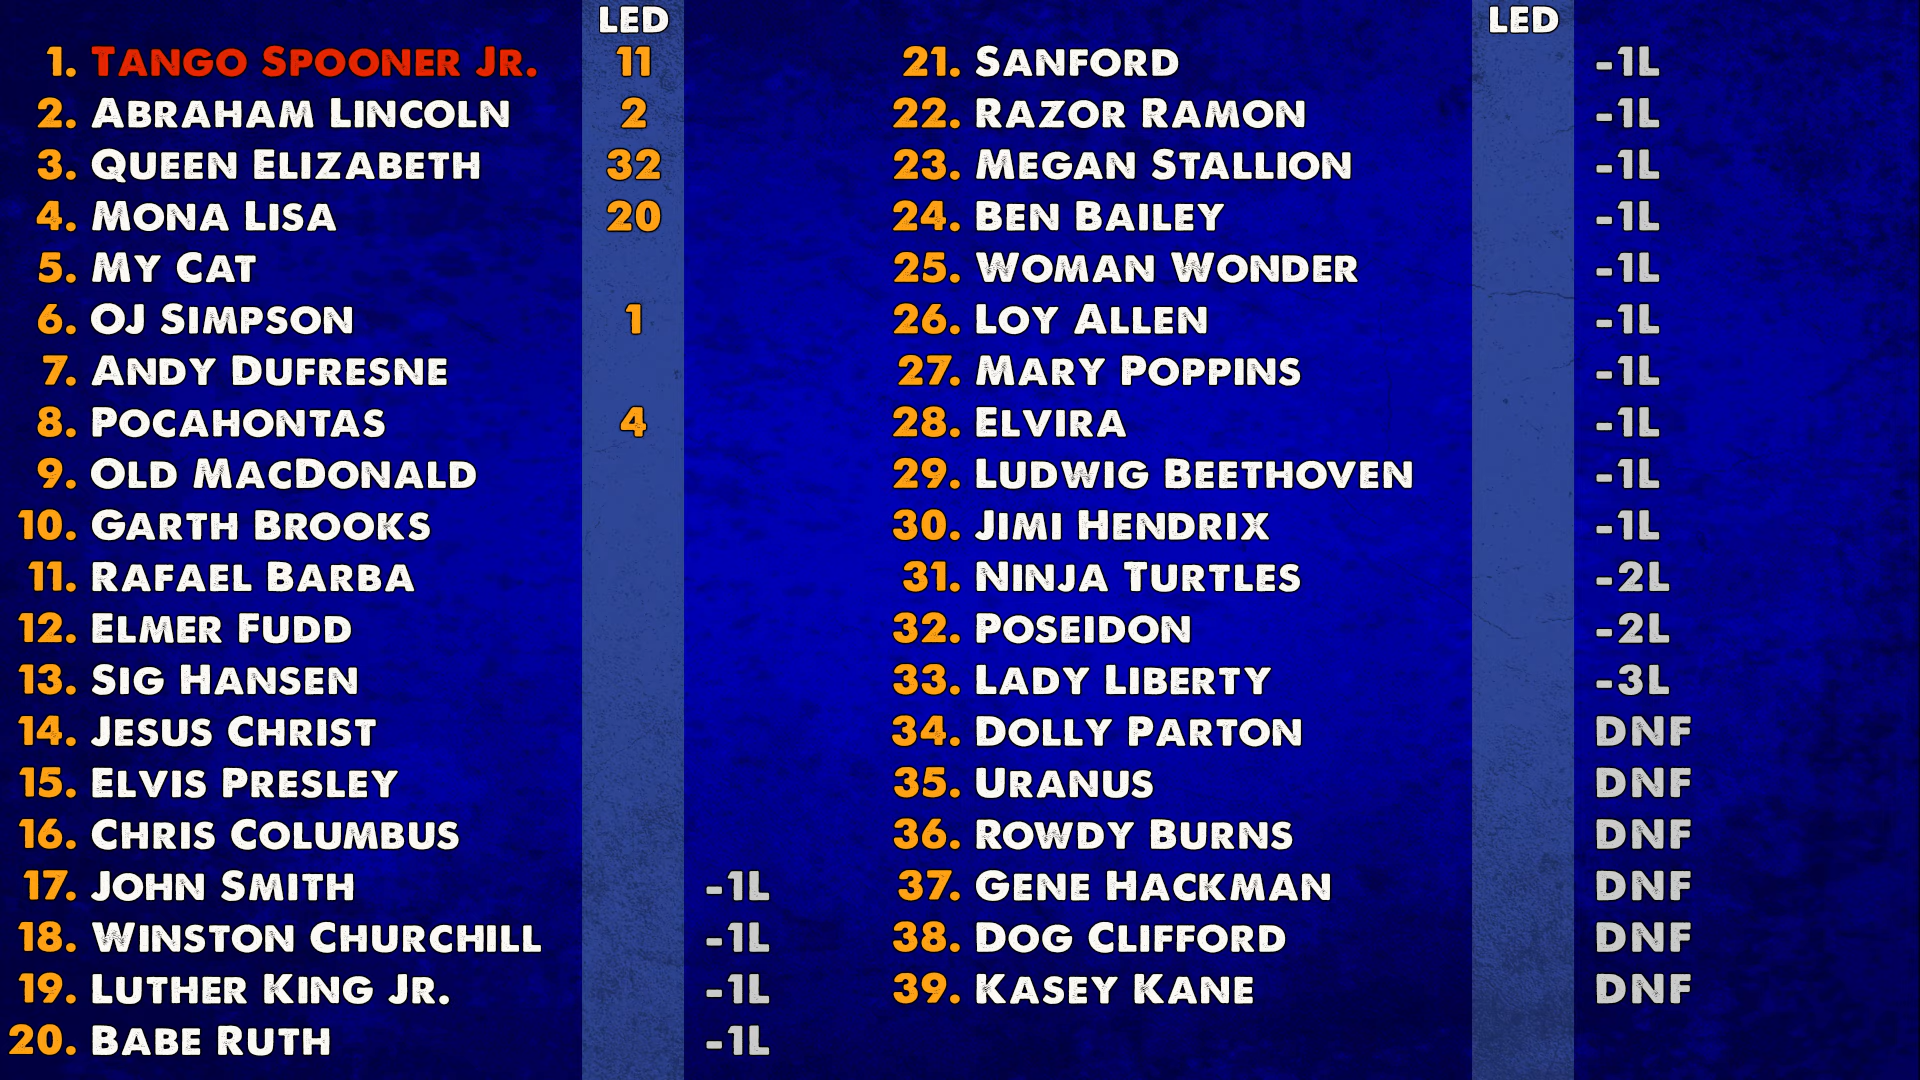 LED
1. Tango Spooner Jr. 11
2. Abraham Lincoln 2
3. Queen Elizabeth 32
4. Mona Lisa 20
5. My Cat
6. OJ Simpson 1
7. Andy Dufresne
8. Pocahontas 4
9. Old MacDonald
10. Garth Brooks
11. Rafael Barba
12. Elmer Fudd
13. Sig Hansen
14. Jesus Christ
15. Elvis Presley
16. Chris Columbus
17. John Smith -1L
18. Winston Churchill -1L
19. Luther King Jr. -1L
20. Babe Ruth -1L
LED
21. Sanford -1L
22. Razor Ramon -1L
23. Megan Stallion -1L
24. Ben Bailey -1L
25. Woman Wonder -1L
26. Loy Allen -1L
27. Mary Poppins -1L
28. Elvira -1L
29. Ludwig Beethoven -1L
30. Jimi Hendrix -1L
31. Ninja Turtles -2L
32. Poseidon -2L
33. Lady Liberty -3L
34. Dolly Parton DNF
35. Uranus DNF
36. Rowdy Burns DNF
37. Gene Hackman DNF
38. Dog Clifford DNF
39. Kasey Kane DNF